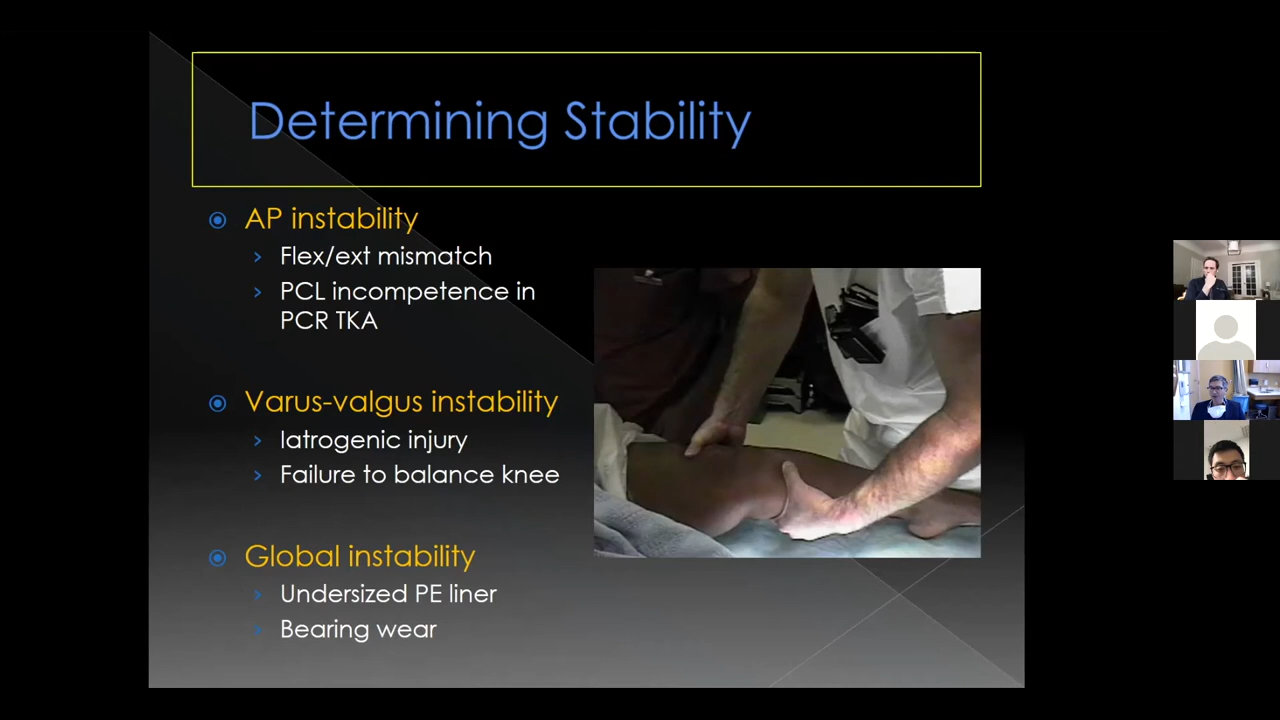 Determining Stability
AP instability
Flex/ext mismatch
PCL incompetence in
PCR TKA
Varus-valgus instability
Iatrogenic injury
Failure to balance knee
Global instability
Undersized PE liner
Bearing wear